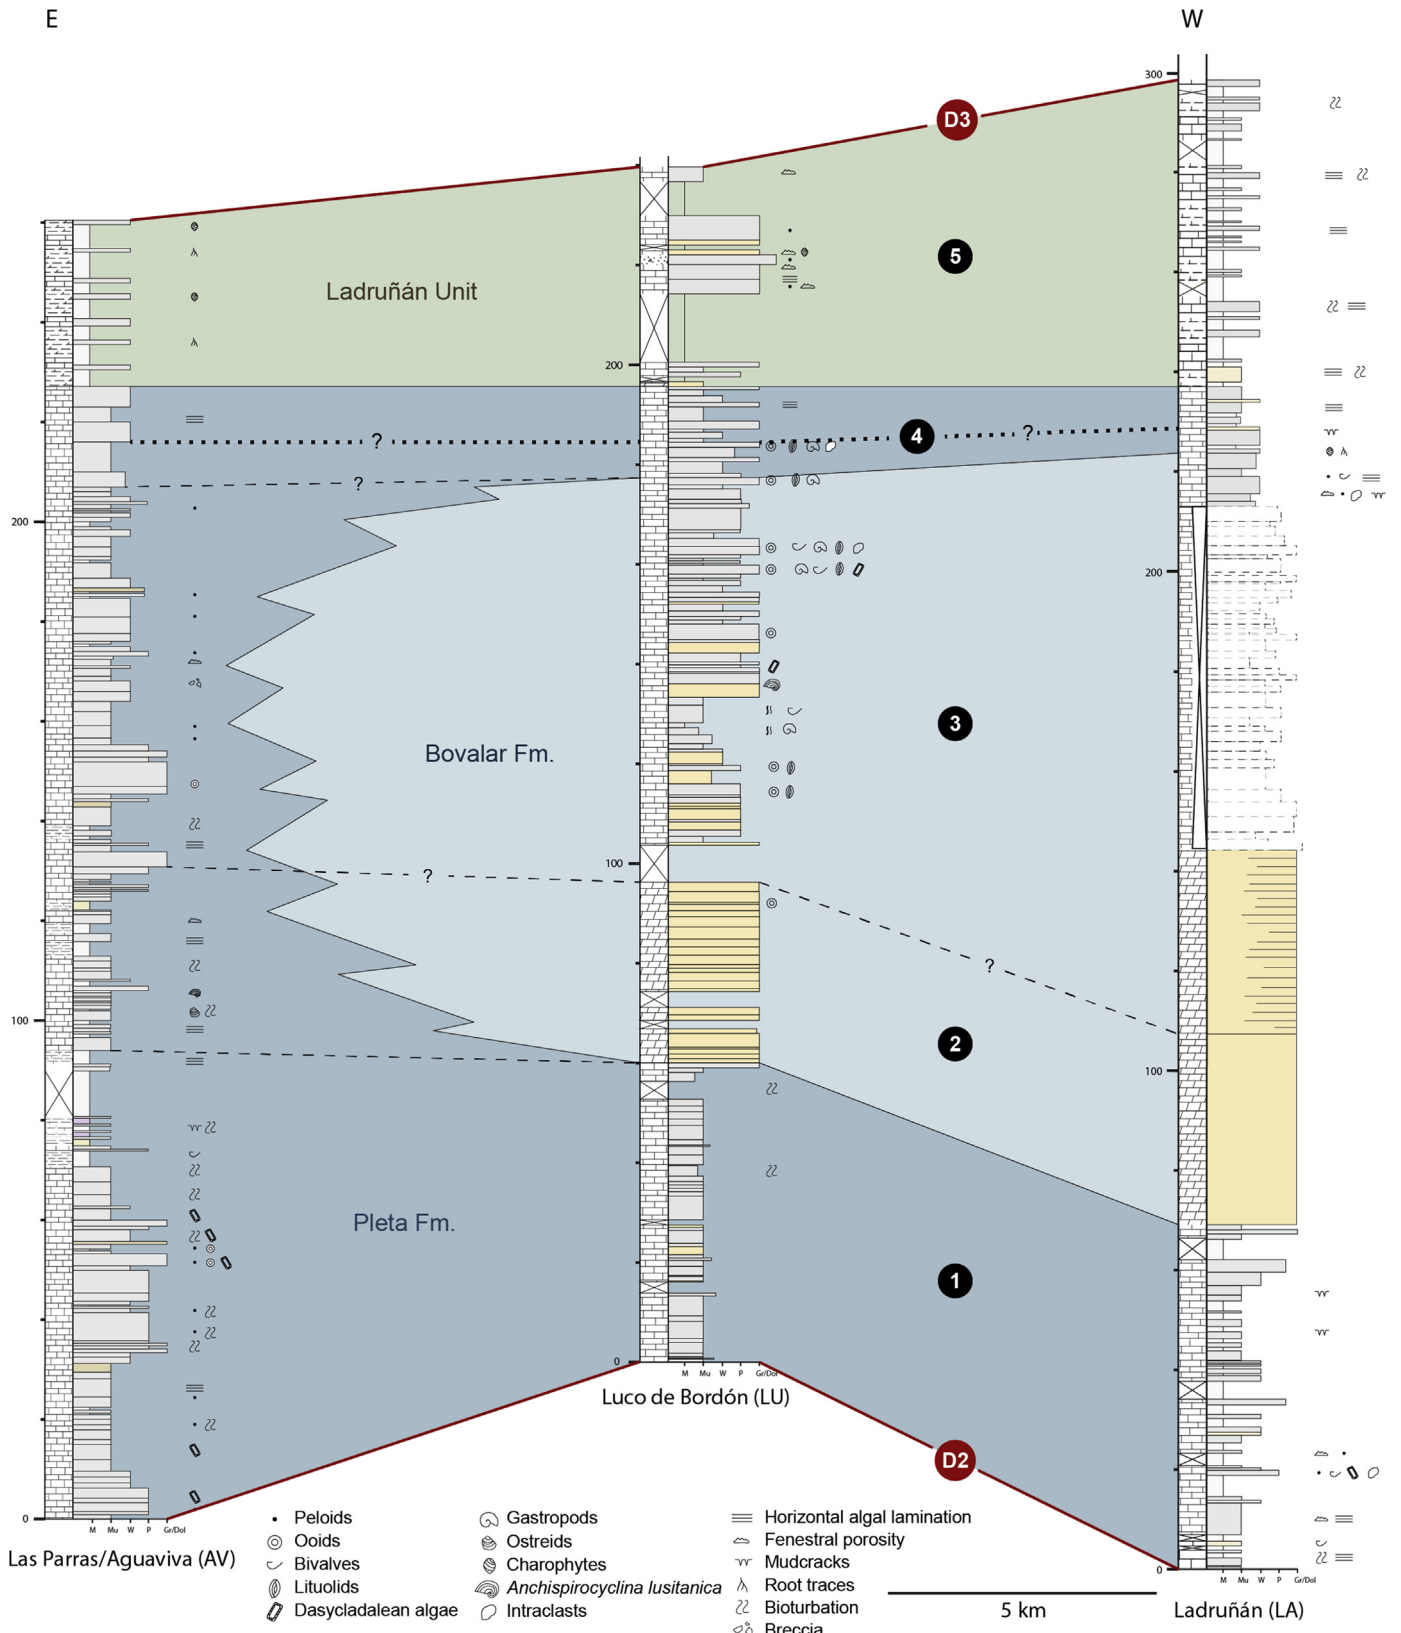 E
W
300
D3
5
Ladruñán Unit
200
4
?
?
?
200
200
3
Bovalar Fm.
100
?
?
2
100
100
Pleta Fm.
1
0
M Mu W P Gr/Dol
Luco de Bordón (LU)
D2
0
M Mu W P Gr/Dol
Las Parras/Aguaviva (AV)
0
M Mu W P Gr/Dol
Ladruñán (LA)
Peloids
Ooids
Bivalves
Lituolids
Dasycladalean algae
Gastropods
Ostreids
Charophytes
Anchispirocyclina lusitanica
Intraclasts
Horizontal algal lamination
Fenestral porosity
Mudcracks
Root traces
Bioturbation
Breccia
5 km